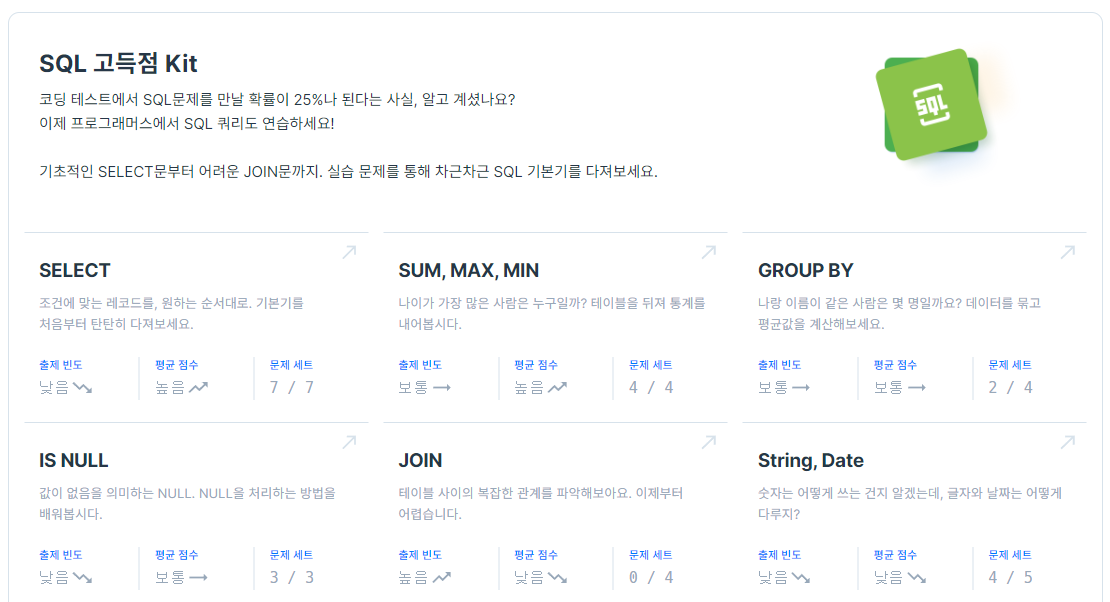 SQL 고득점 Kit
코딩 테스트에서 SQL문제를 만날 확률이 25%나 된다는 사실, 알고 계셨나요?
이제 프로그래머스에서 SQL 쿼리도 연습하세요!
기초적인 SELECT문부터 어려운 JOIN문까지. 실습 문제를 통해 차근차근 SQL 기본기를 다져보세요.
SQL
SELECT
조건에 맞는 레코드를, 원하는 순서대로. 기본기를
처음부터 탄탄히 다져보세요.
출제 빈도 평균 점수 문제 세트
낮음 높음 7 / 7
SUM, MAX, MIN
나이가 가장 많은 사람은 누구일까? 테이블을 뒤져 통계를
내어봅시다.
출제 빈도 평균 점수 문제 세트
보통 높음 4 / 4
GROUP BY
나랑 이름이 같은 사람은 몇 명일까요? 데이터를 묶고
평균값을 계산해보세요.
출제 빈도 평균 점수 문제 세트
보통 보통 2 / 4
IS NULL
값이 없음을 의미하는 NULL. NULL을 처리하는 방법을
배워봅시다.
출제 빈도 평균 점수 문제 세트
낮음 보통 3 / 3
JOIN
테이블 사이의 복잡한 관계를 파악해보아요. 이제부터
어렵습니다.
출제 빈도 평균 점수 문제 세트
높음 낮음 0 / 4
String, Date
숫자는 어떻게 쓰는 건지 알겠는데, 글자와 날짜는 어떻게
다루지?
출제 빈도 평균 점수 문제 세트
낮음 낮음 4 / 5